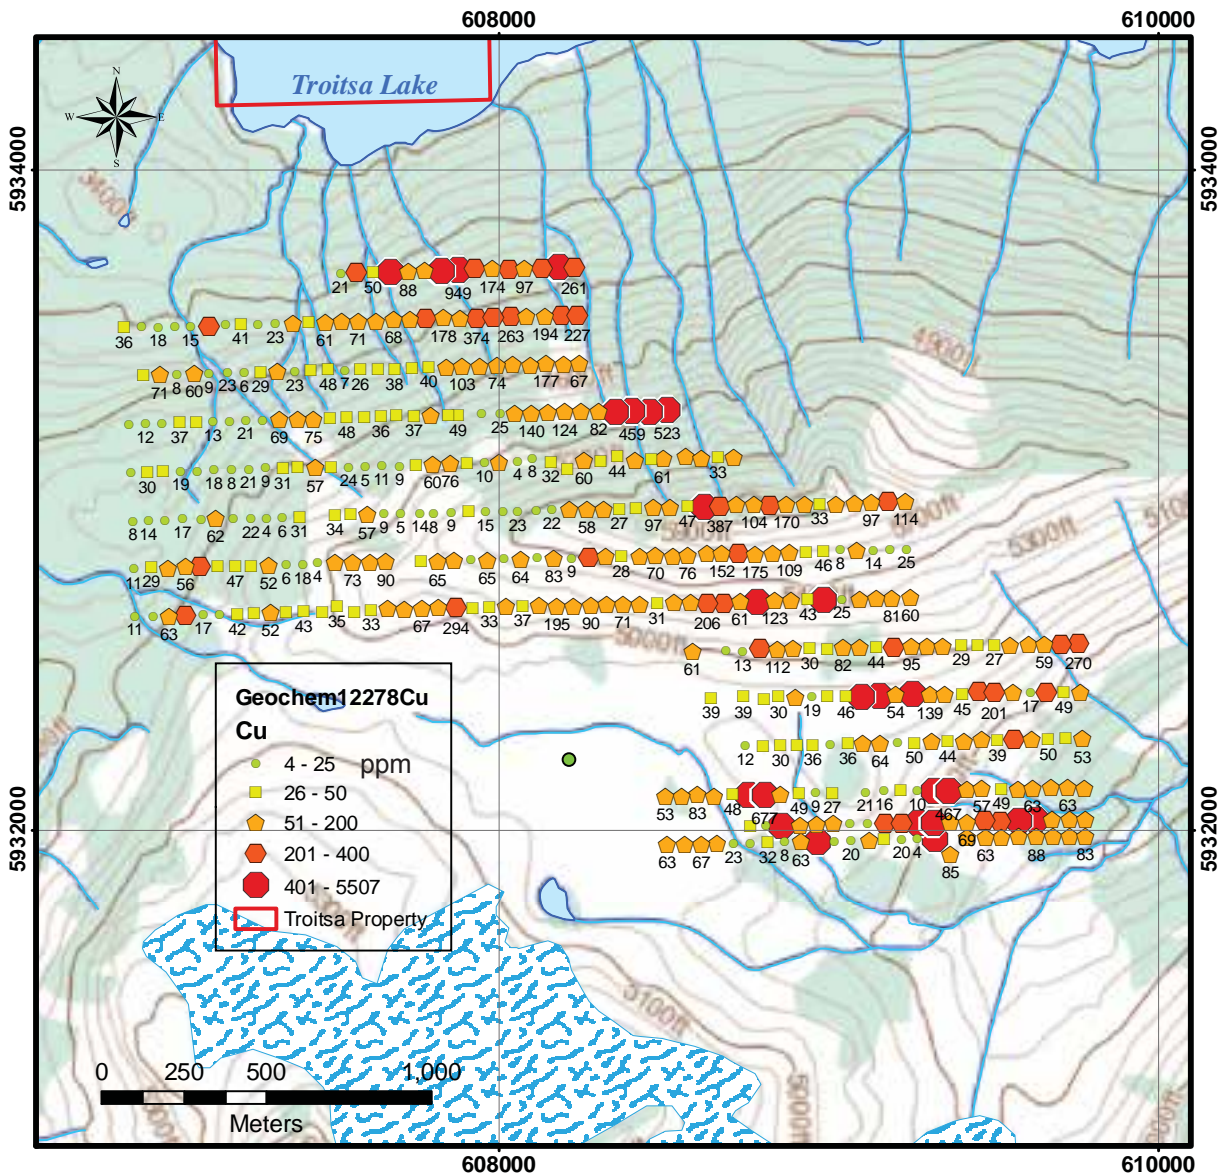 608000 610000
Troitsa Lake
N
W E
S
5934000 5934000
3400ft
21 50 88 949 174 97 261
36 18 15 41 23 61 71 68 178 374 263 194 227
4900ft
71 8 60 9 23 6 29 23 48 7 26 38 40 103 74 177 67
12 37 13 21 69 75 48 36 37 49 25 140 124 82 459 523
30 19 18 8 21 9 31 57 24 5 11 9 60 76 10 4 8 32 60 44 61 33
8 14 17 62 22 4 6 31 34 57 9 5 14 8 9 15 23 22 58 27 97 47 387 104 170 33 97 114
5900ft
5300ft
11 29 56 47 52 6 18 4 73 90 65 65 64 83 9 28 70 76 152 175 109 46 8 14 25
11 63 17 42 52 43 35 33 67 294 33 37 195 90 71 31 206 61 123 43 25 81 60
5000ft
61 13 112 30 82 44 95 29 27 59 270
39 39 30 19 46 54 139 45 201 17 49
12 30 36 36 64 50 44 39 50 53
53 83 48 677 49 9 27 21 16 10 467 57 49 63 63
63 67 23 32 8 63 20 20 4 69 63 88 83
85
5932000 5932000
Geochem12278Cu
Cu
4 - 25 ppm
26 - 50
51 - 200
201 - 400
401 - 5507
Troitsa Property
5100ft
5000ft
0 250 500 1,000
Meters
608000 610000